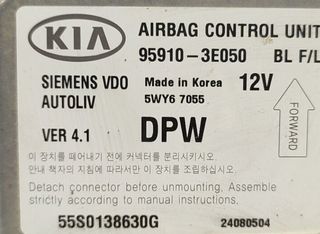 KIA
AIRBAG CONTROL UNIT
95910-3E050 BL F/L
SIEMENS VDO Made in Korea 12V
AUTOLIV 5WY6 7055
VER 4.1 DPW
FORWARD
이 장치를 떼어내기 전에 커넥터를 분리시키시오.
안내 책자의 지침에 따라서만 이 장치를 조립하시오.
Detach connector before unmounting. Assemble
strictly according to manual instructions.
55S0138630G 24080504